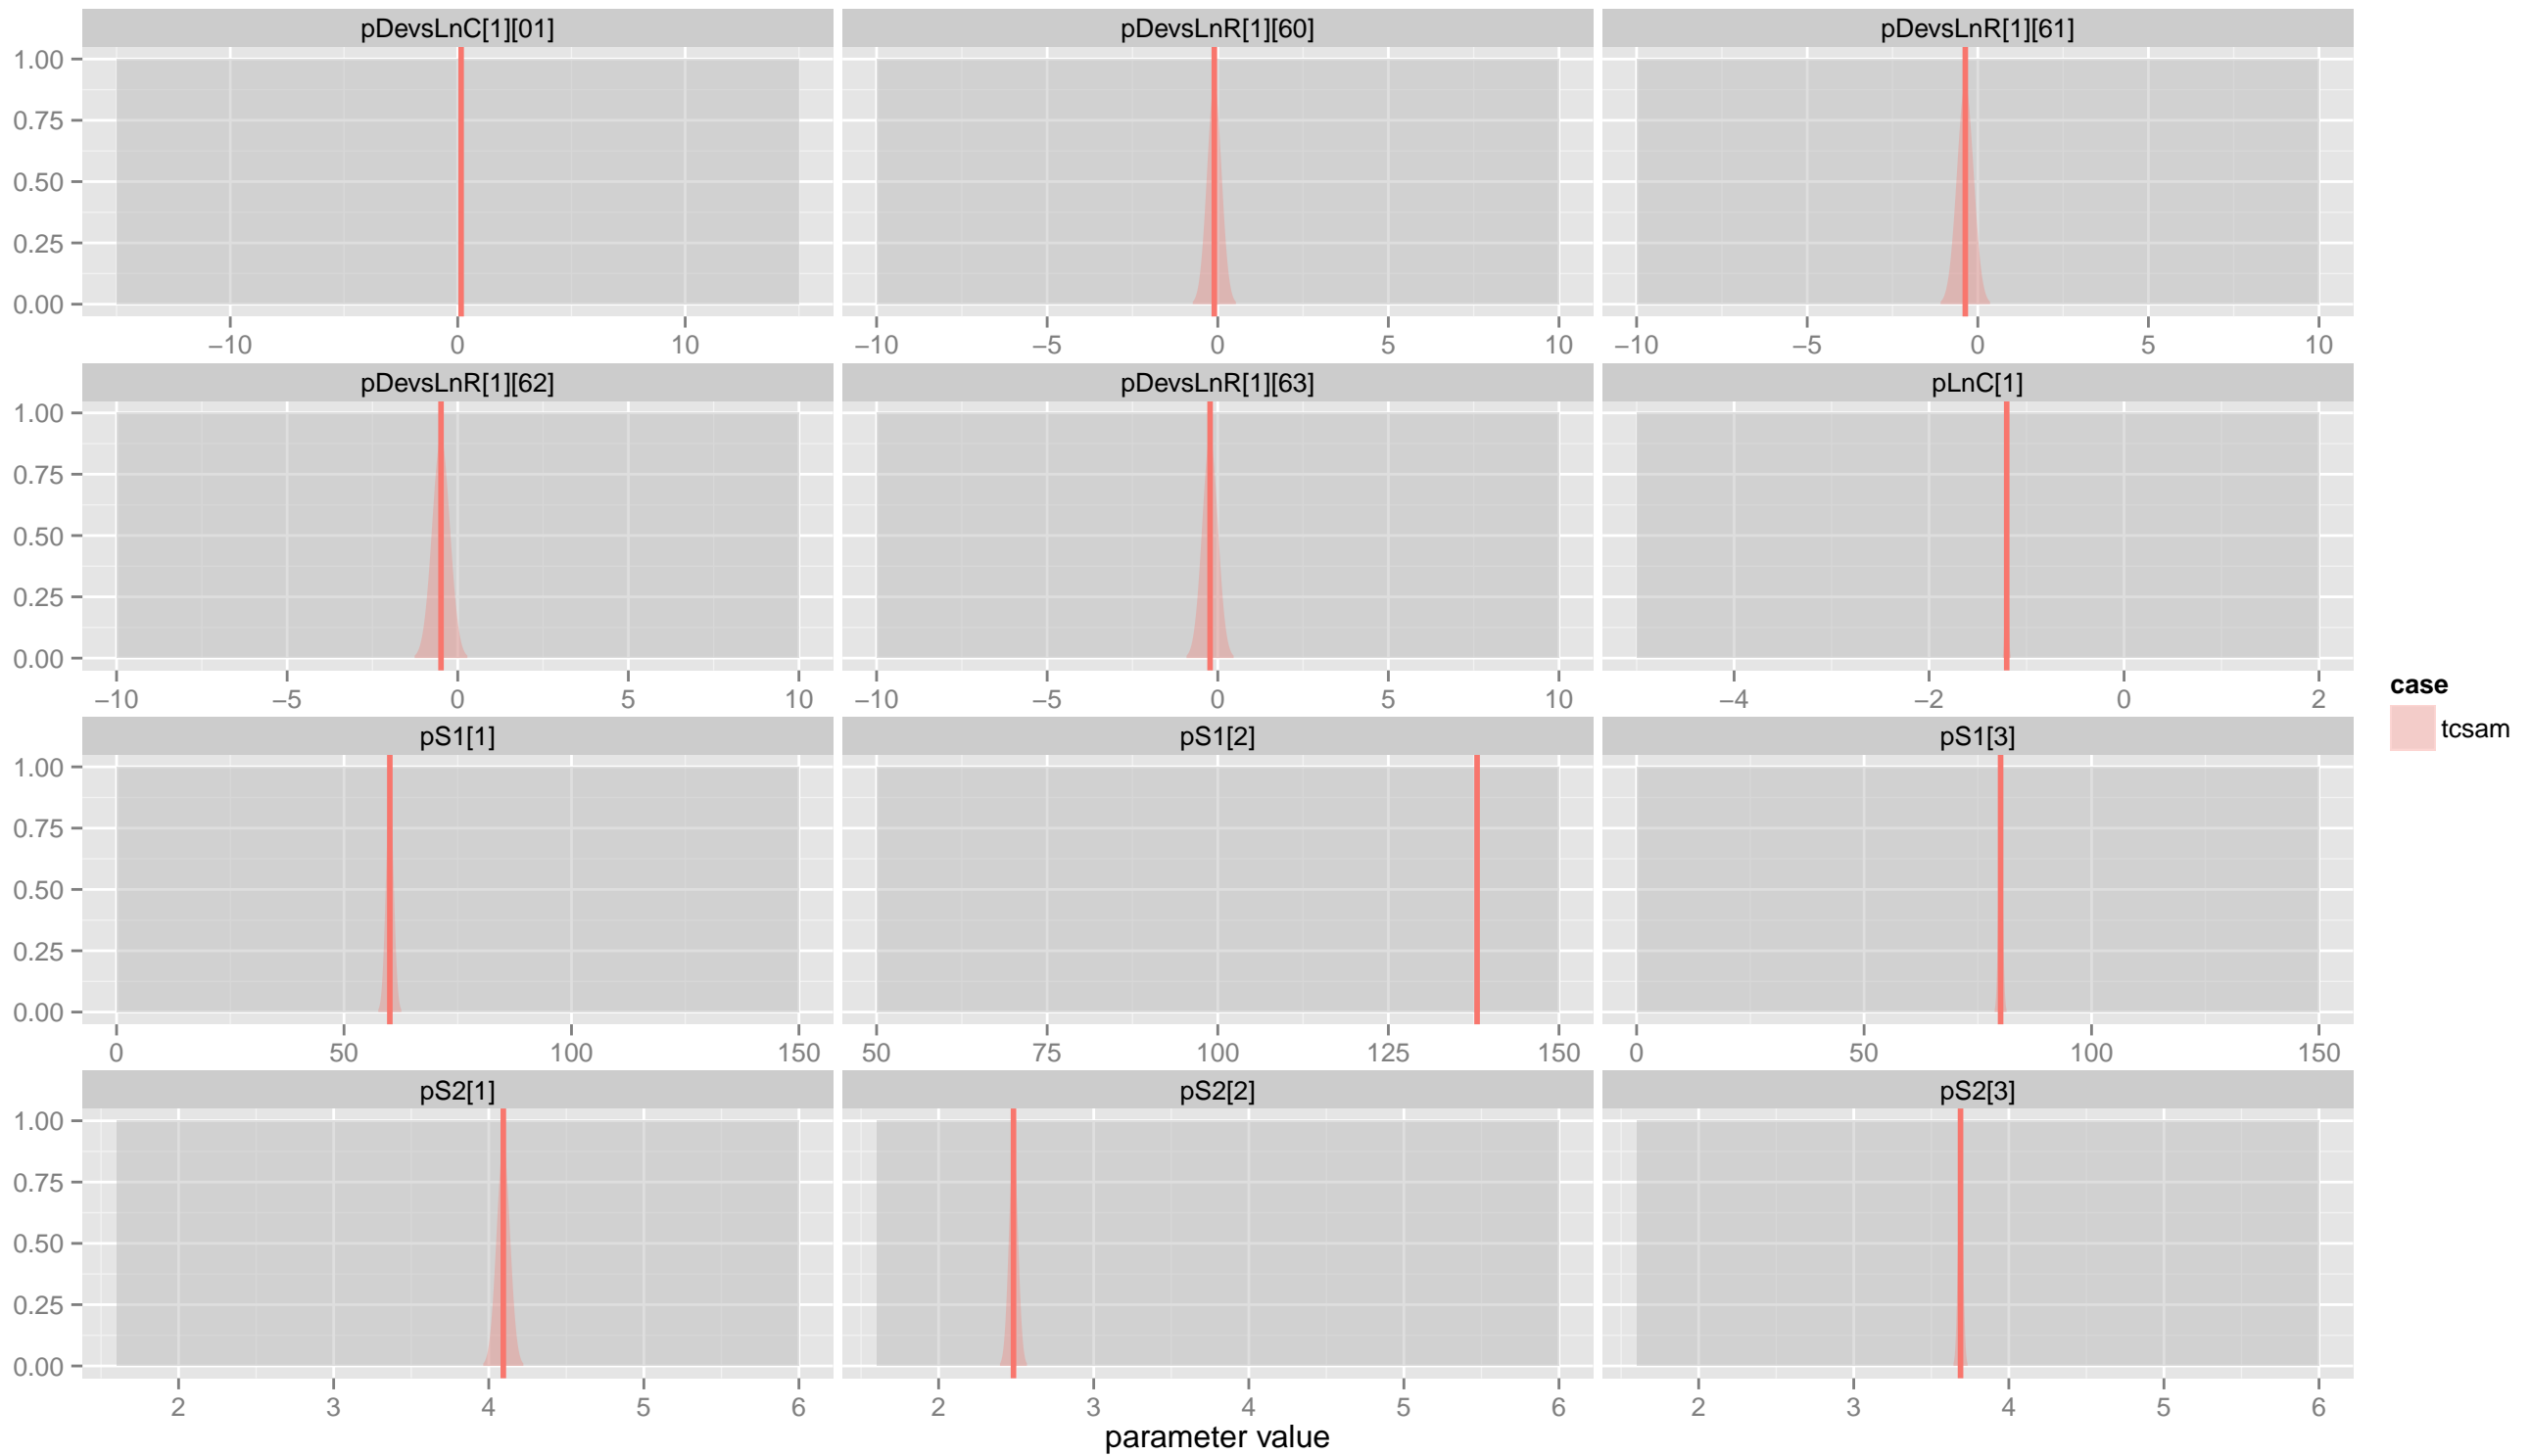 pDevsLnC[1][01] pDevsLnR[1][60] pDevsLnR[1][61]
1.00
0.75
0.50
0.25
0.00
−10 0 10 −10 −5 0 5 10 −10 −5 0 5 10
pDevsLnR[1][62] pDevsLnR[1][63] pLnC[1]
1.00
0.75
0.50
0.25
0.00
−10 −5 0 5 10 −10 −5 0 5 10 −4 −2 0 2
case
tcsam
pS1[1] pS1[2] pS1[3]
1.00
0.75
0.50
0.25
0.00
0 50 100 150 50 75 100 125 150 0 50 100 150
pS2[1] pS2[2] pS2[3]
1.00
0.75
0.50
0.25
0.00
2 3 4 5 6 2 3 4 5 6 2 3 4 5 6
parameter value